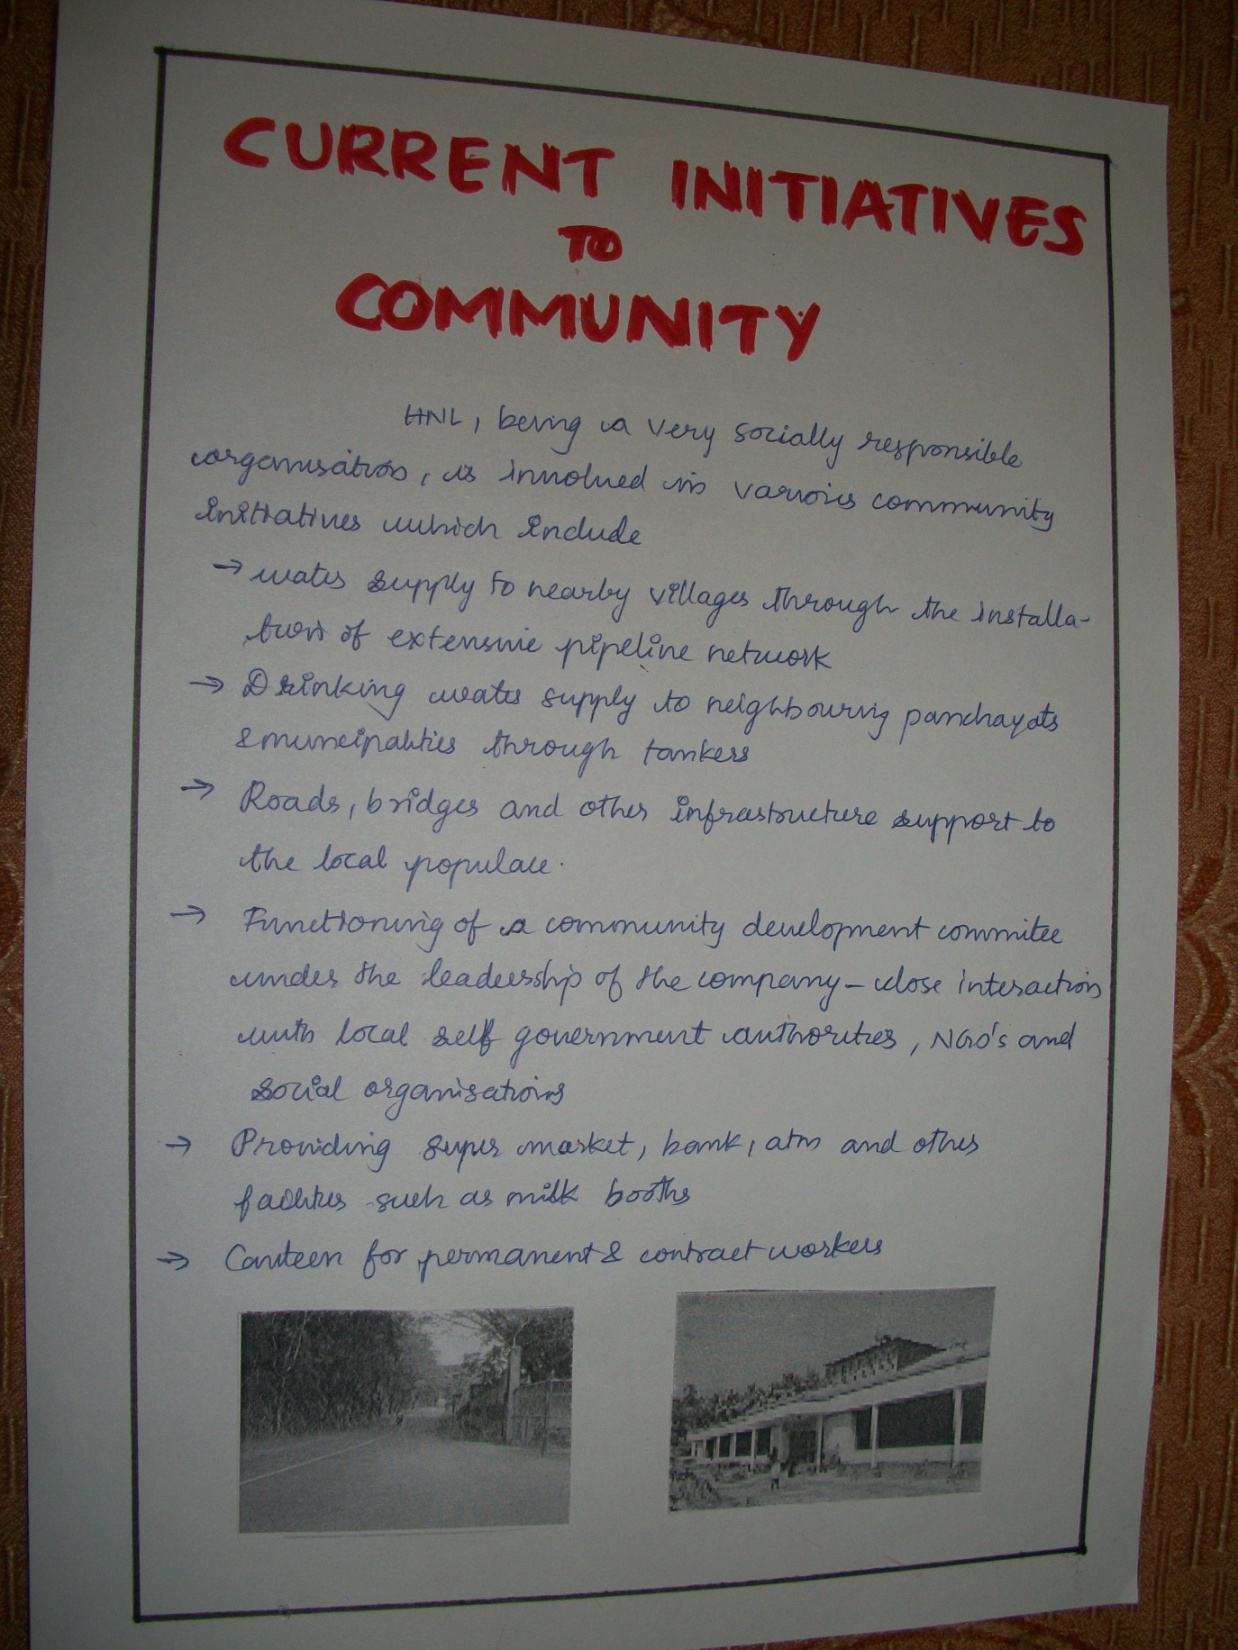 CURRENT INITIATIVES
TO
COMMUNITY
HNL, being a very socially responsible
organisation, is involved in various community
initiatives which include
→ water supply to nearby villages through the installa-
tion of extensive pipeline network
→ Drinking water supply to neighbouring panchayats
& municipalities through tankers
→ Roads, bridges and other infrastructure support to
the local populace.
→ Functioning of a community development commitee
under the leadership of the company – close interaction
with local self government authorities, NGO's and
social organisations
→ Providing super market, bank, atm and other
facilities such as milk booths
→ Canteen for permanent & contract workers